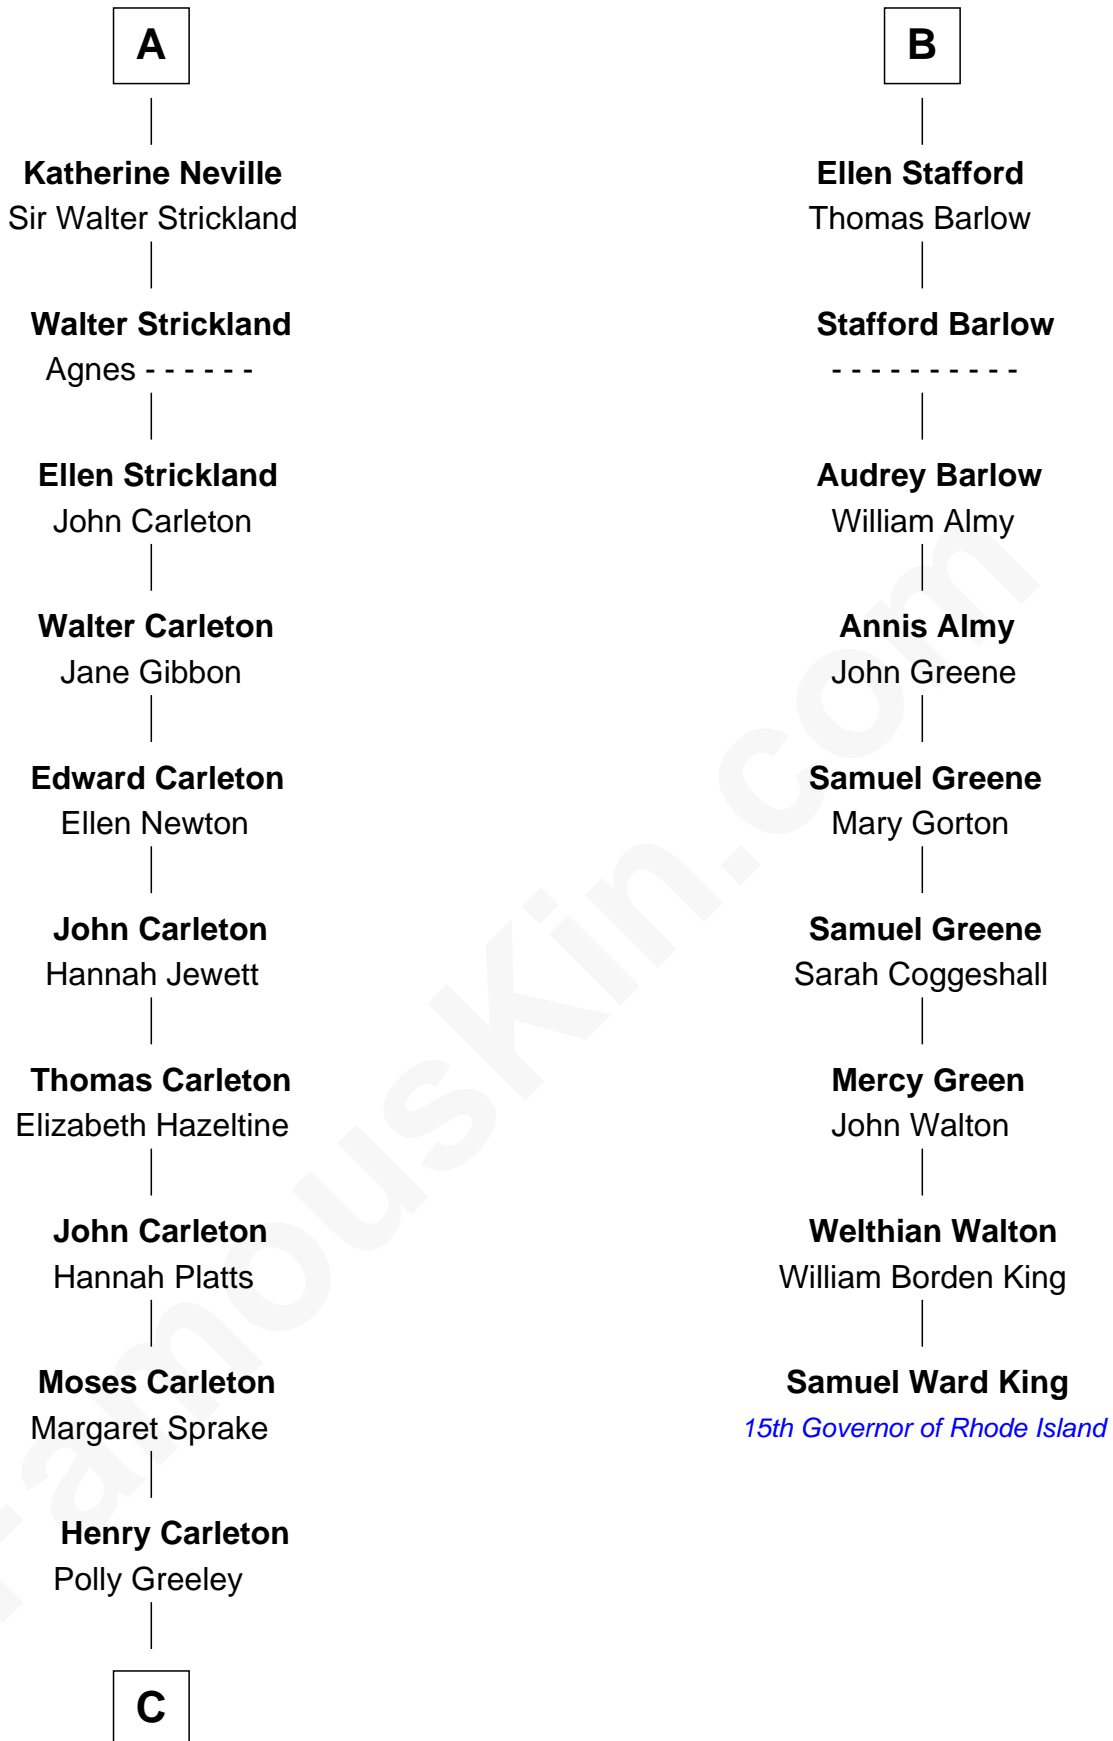 A
Katherine Neville
Sir Walter Strickland
Walter Strickland
Agnes - - - - - -
Ellen Strickland
John Carleton
Walter Carleton
Jane Gibbon
Edward Carleton
Ellen Newton
John Carleton
Hannah Jewett
Thomas Carleton
Elizabeth Hazeltine
John Carleton
Hannah Platts
Moses Carleton
Margaret Sprake
Henry Carleton
Polly Greeley
C
B
Ellen Stafford
Thomas Barlow
Stafford Barlow
- - - - - - - - - -
Audrey Barlow
William Almy
Annis Almy
John Greene
Samuel Greene
Mary Gorton
Samuel Greene
Sarah Coggeshall
Mercy Green
John Walton
Welthian Walton
William Borden King
Samuel Ward King
15th Governor of Rhode Island
FamousKin.com